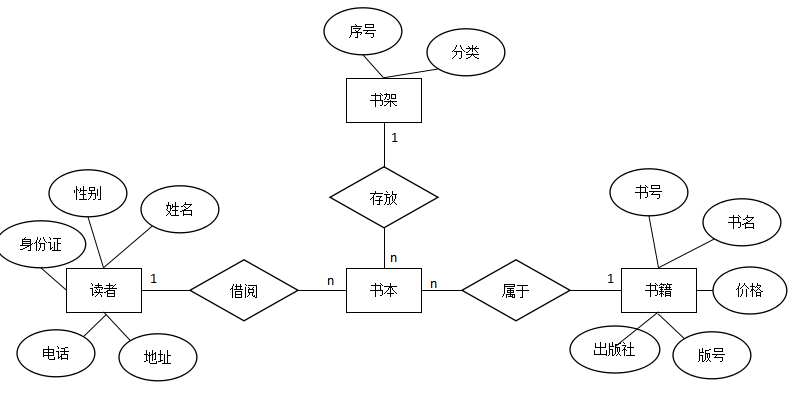 序号
分类
书架
1
存放
n
性别
姓名
身份证
读者
电话
地址
1
借阅
n
书本
n
属于
1
书号
书名
书籍
价格
出版社
版号